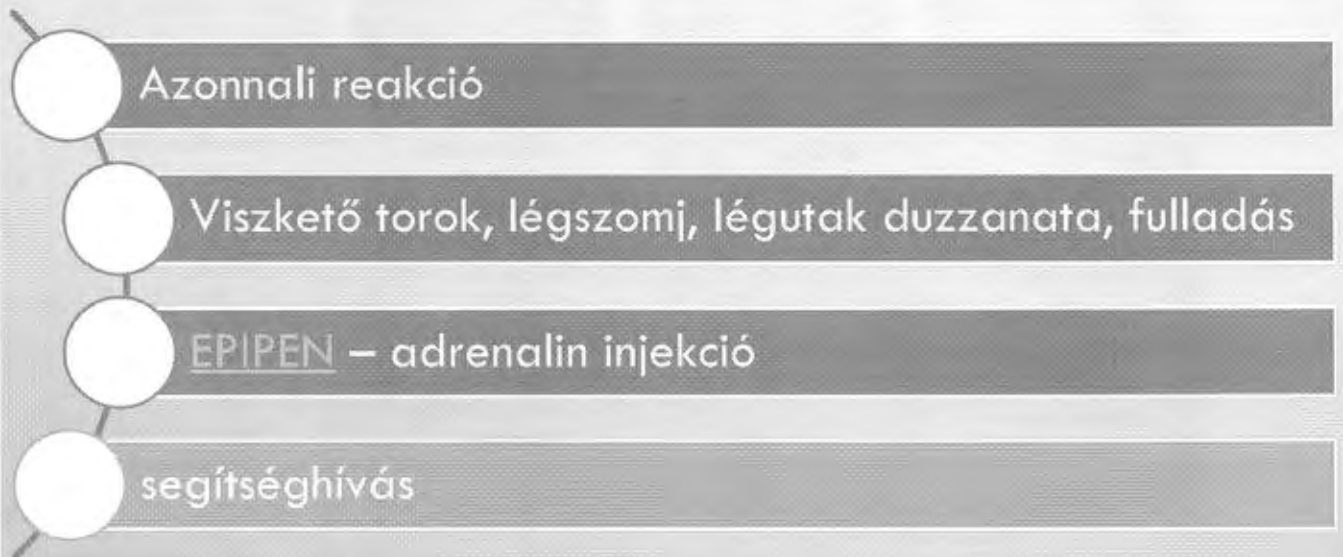 Azonnali reakció
Viszkető torok, légszomj, légutak duzzanata, fulladás
EPIPEN – adrenalin injekció
segítséghívás